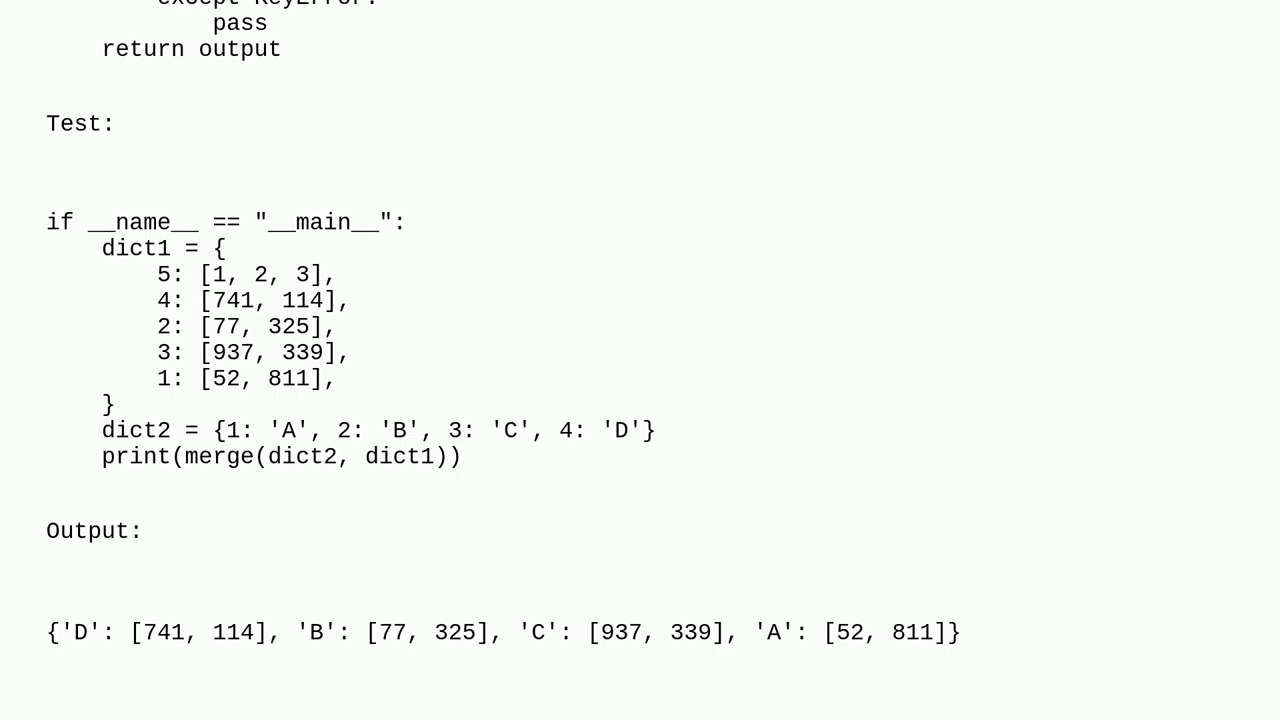 except KeyError:
pass
return output
Test:
if __name__ == "__main__":
dict1 = {
5: [1, 2, 3],
4: [741, 114],
2: [77, 325],
3: [937, 339],
1: [52, 811],
}
dict2 = {1: 'A', 2: 'B', 3: 'C', 4: 'D'}
print(merge(dict2, dict1))
Output:
{'D': [741, 114], 'B': [77, 325], 'C': [937, 339], 'A': [52, 811]}